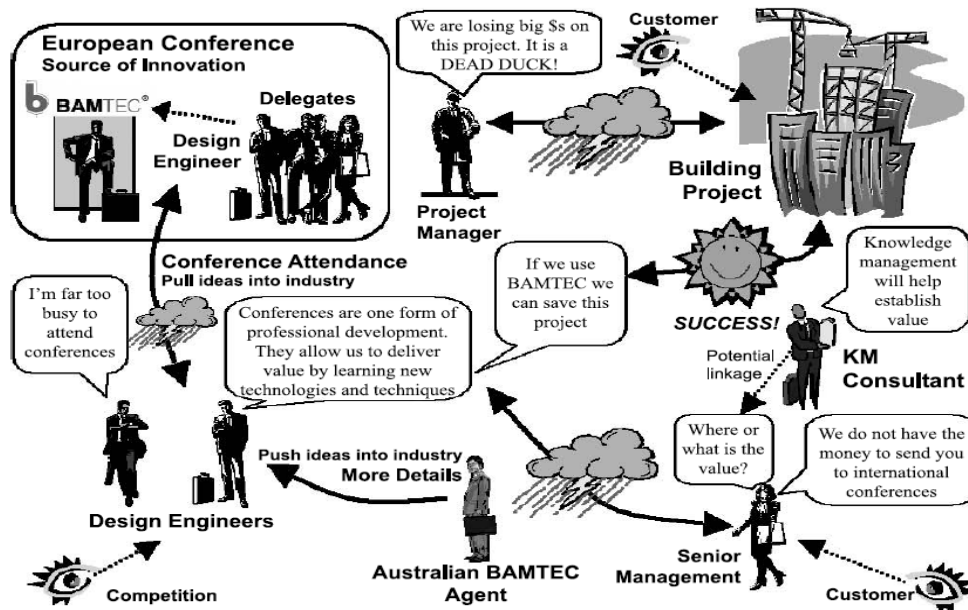 European Conference
Source of Innovation
b BAMTEC®
Design
Engineer
Delegates
We are losing big $s on
this project. It is a
DEAD DUCK!
Customer
Project
Manager
Building
Project
Conference Attendance
Pull ideas into industry
I'm far too
busy to
attend
conferences
Conferences are one form of
professional development.
They allow us to deliver
value by learning new
technologies and techniques
If we use
BAMTEC we
can save this
project
SUCCESS!
Knowledge
management
will help
establish
value
KM
Consultant
Potential
linkage
Where or
what is the
value?
We do not have the
money to send you
to international
conferences
Push ideas into industry
More Details
Design Engineers
Australian BAMTEC
Agent
Senior
Management
Competition
Customer